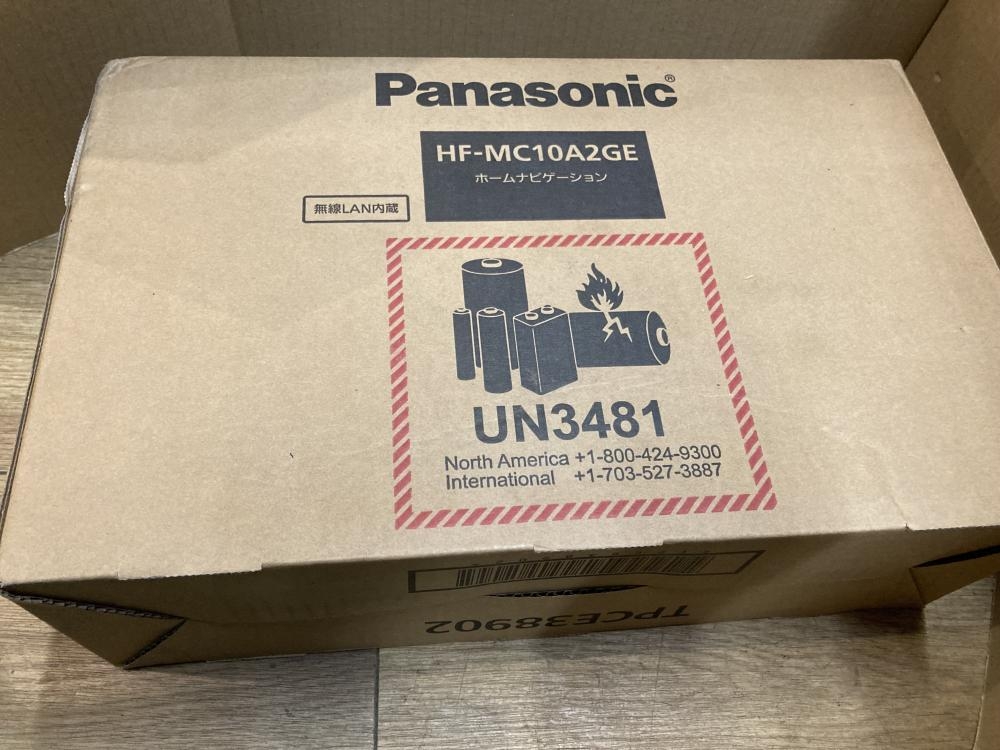 Panasonic®
HF-MC10A2GE
ホームナビゲーション
無線LAN内蔵
UN3481
North America +1-800-424-9300
International +1-703-527-3887
TPCE38902